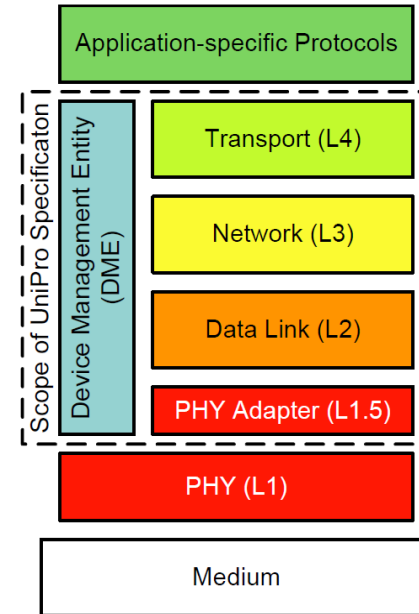 Application-specific Protocols
Scope of UniPro Specificaton
Device Management Entity
(DME)
Transport (L4)
Network (L3)
Data Link (L2)
PHY Adapter (L1.5)
PHY (L1)
Medium